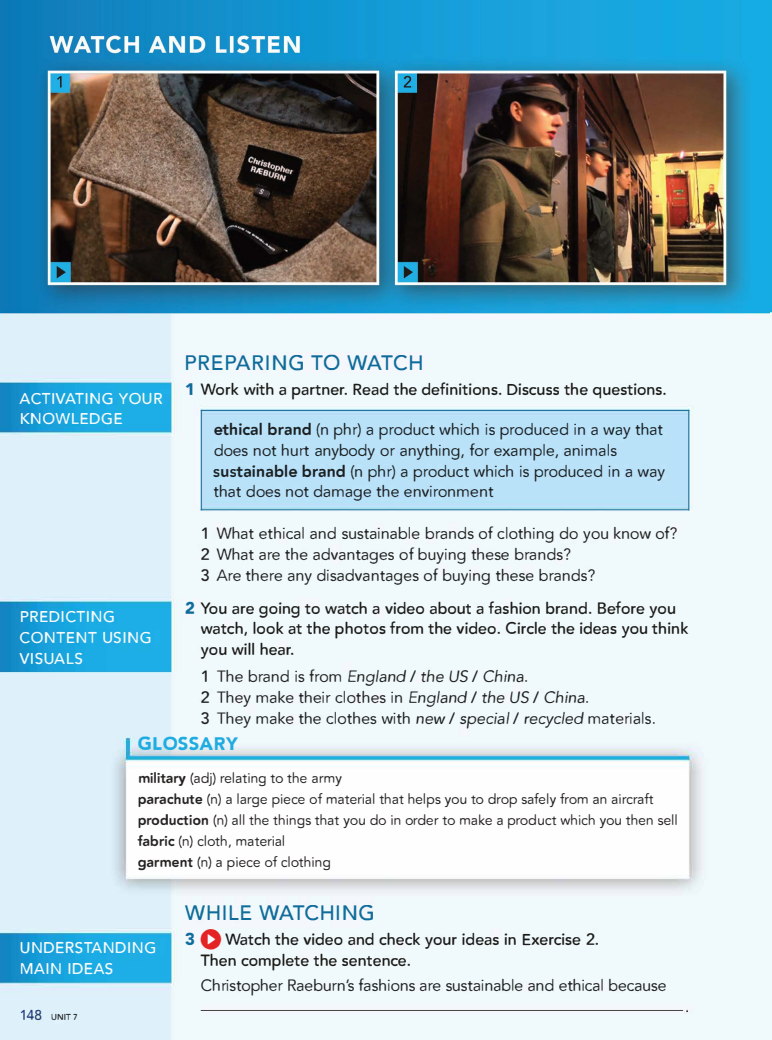 WATCH AND LISTEN
1
2
Christopher
RÆBURN
S
MADE IN ENGLAND
PREPARING TO WATCH
ACTIVATING YOUR
KNOWLEDGE
1 Work with a partner. Read the definitions. Discuss the questions.
ethical brand (n phr) a product which is produced in a way that
does not hurt anybody or anything, for example, animals
sustainable brand (n phr) a product which is produced in a way
that does not damage the environment
1 What ethical and sustainable brands of clothing do you know of?
2 What are the advantages of buying these brands?
3 Are there any disadvantages of buying these brands?
PREDICTING
CONTENT USING
VISUALS
2 You are going to watch a video about a fashion brand. Before you
watch, look at the photos from the video. Circle the ideas you think
you will hear.
1 The brand is from England / the US / China.
2 They make their clothes in England / the US / China.
3 They make the clothes with new / special / recycled materials.
GLOSSARY
military (adj) relating to the army
parachute (n) a large piece of material that helps you to drop safely from an aircraft
production (n) all the things that you do in order to make a product which you then sell
fabric (n) cloth, material
garment (n) a piece of clothing
WHILE WATCHING
UNDERSTANDING
MAIN IDEAS
3 Watch the video and check your ideas in Exercise 2.
Then complete the sentence.
Christopher Raeburn's fashions are sustainable and ethical because
.
148 UNIT 7